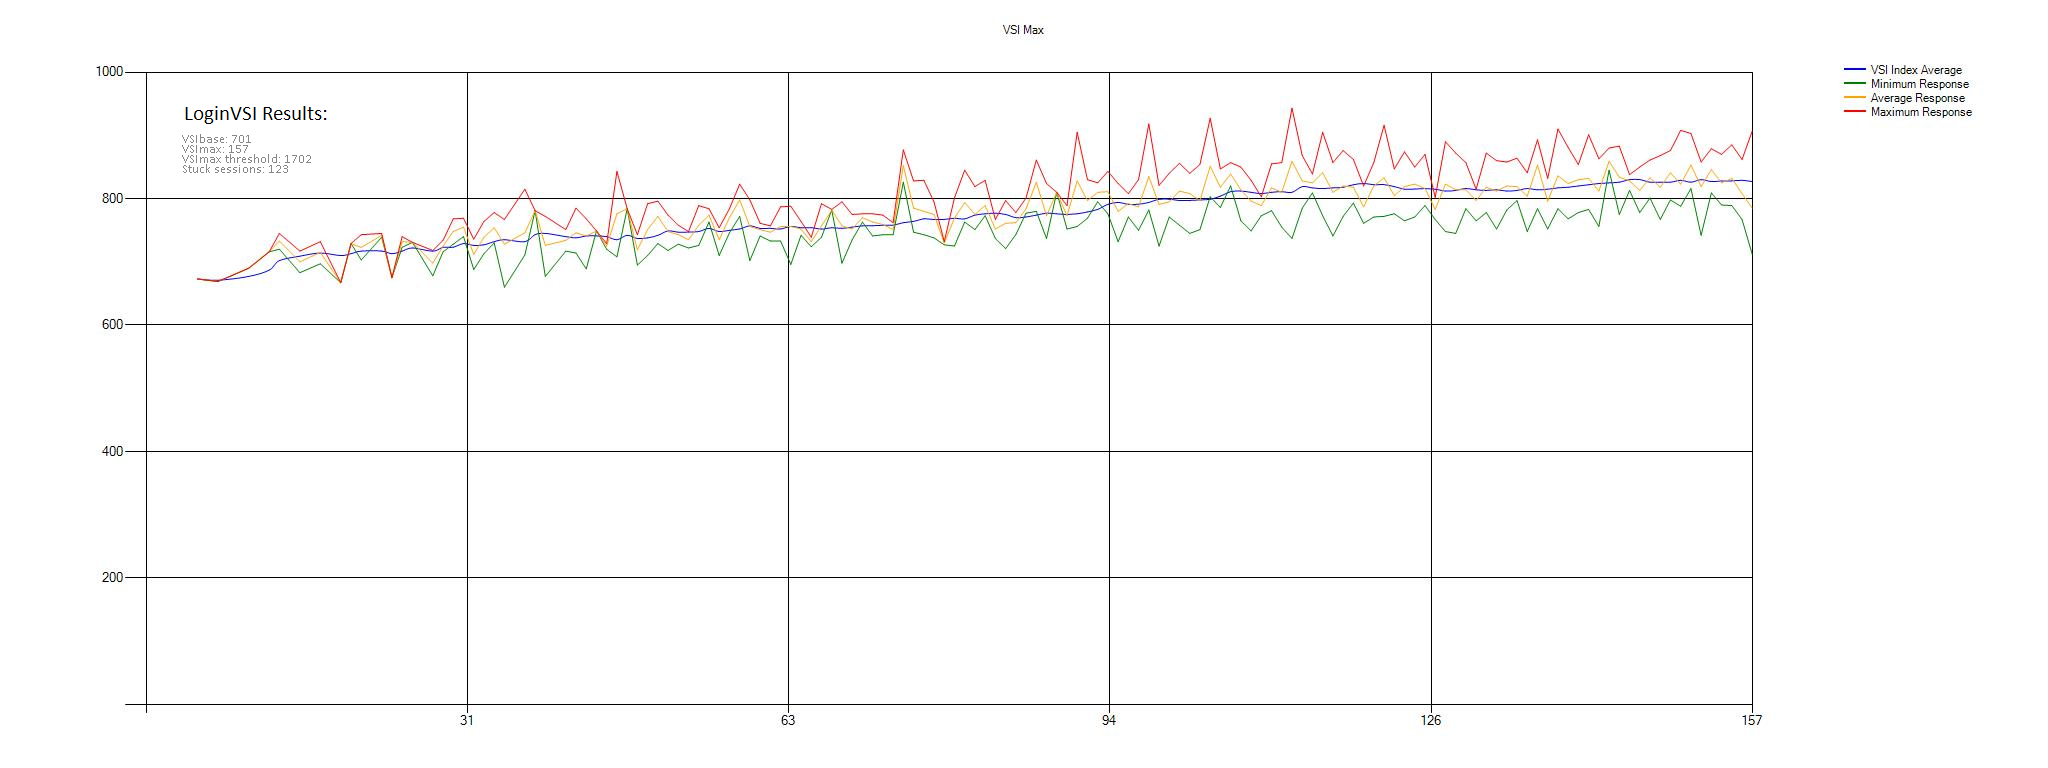 VSI Max
1000
800
600
400
200
LoginVSI Results:
VSIbase: 701
VSImax: 157
VSImax threshold: 1702
Stuck sessions: 123
VSI Index Average
Minimum Response
Average Response
Maximum Response
31
63
94
126
157